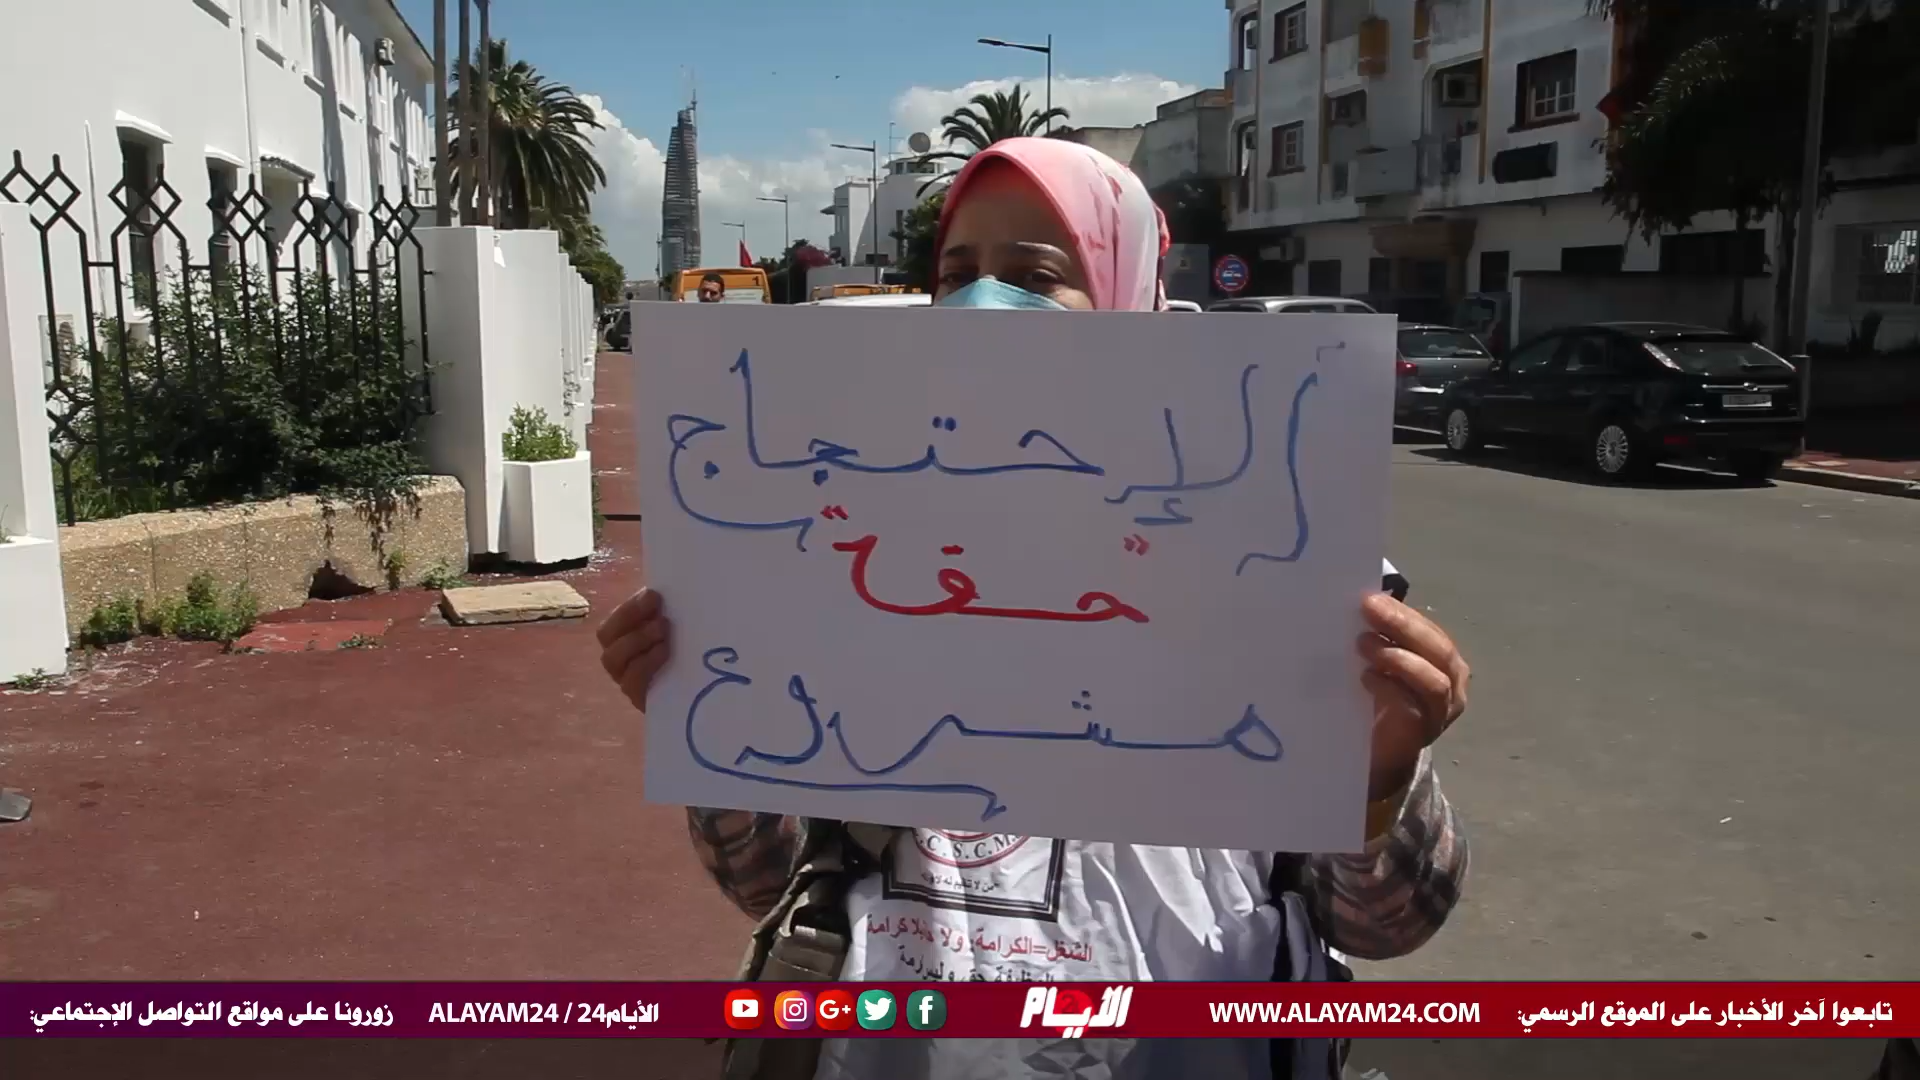 الإحتجاج
"حق"
مشروع
.C.S.C.M.
الشغل=الكرامة
تابعوا آخر الأخبار على الموقع الرسمي:
WWW.ALAYAM24.COM
الأيام
الأيام24 / ALAYAM24
زورونا على مواقع التواصل الإجتماعي: